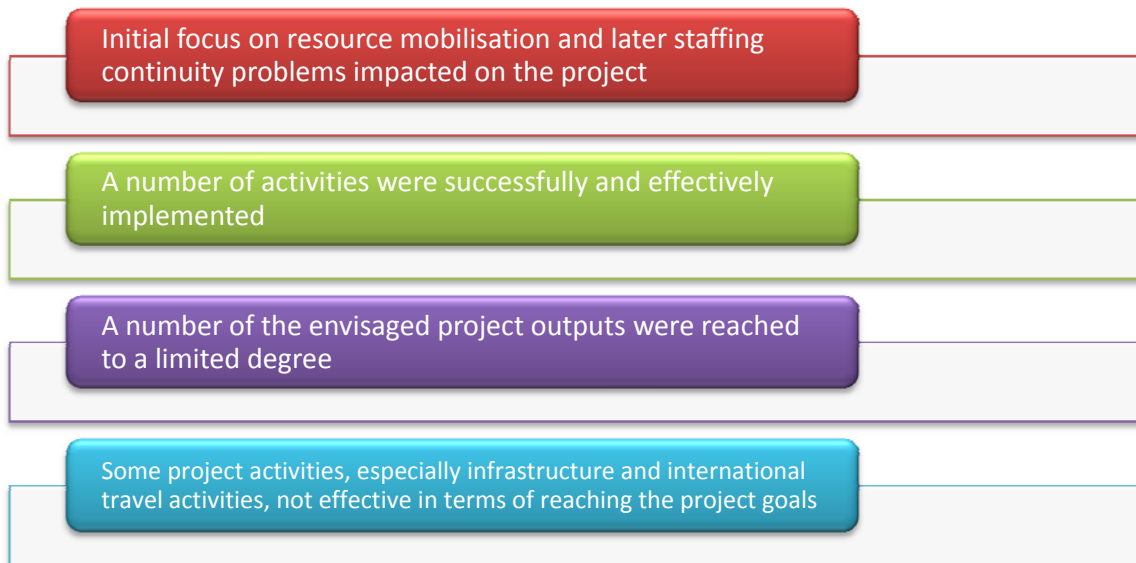 Initial focus on resource mobilisation and later staffing
continuity problems impacted on the project
A number of activities were successfully and effectively
implemented
A number of the envisaged project outputs were reached
to a limited degree
Some project activities, especially infrastructure and international
travel activities, not effective in terms of reaching the project goals